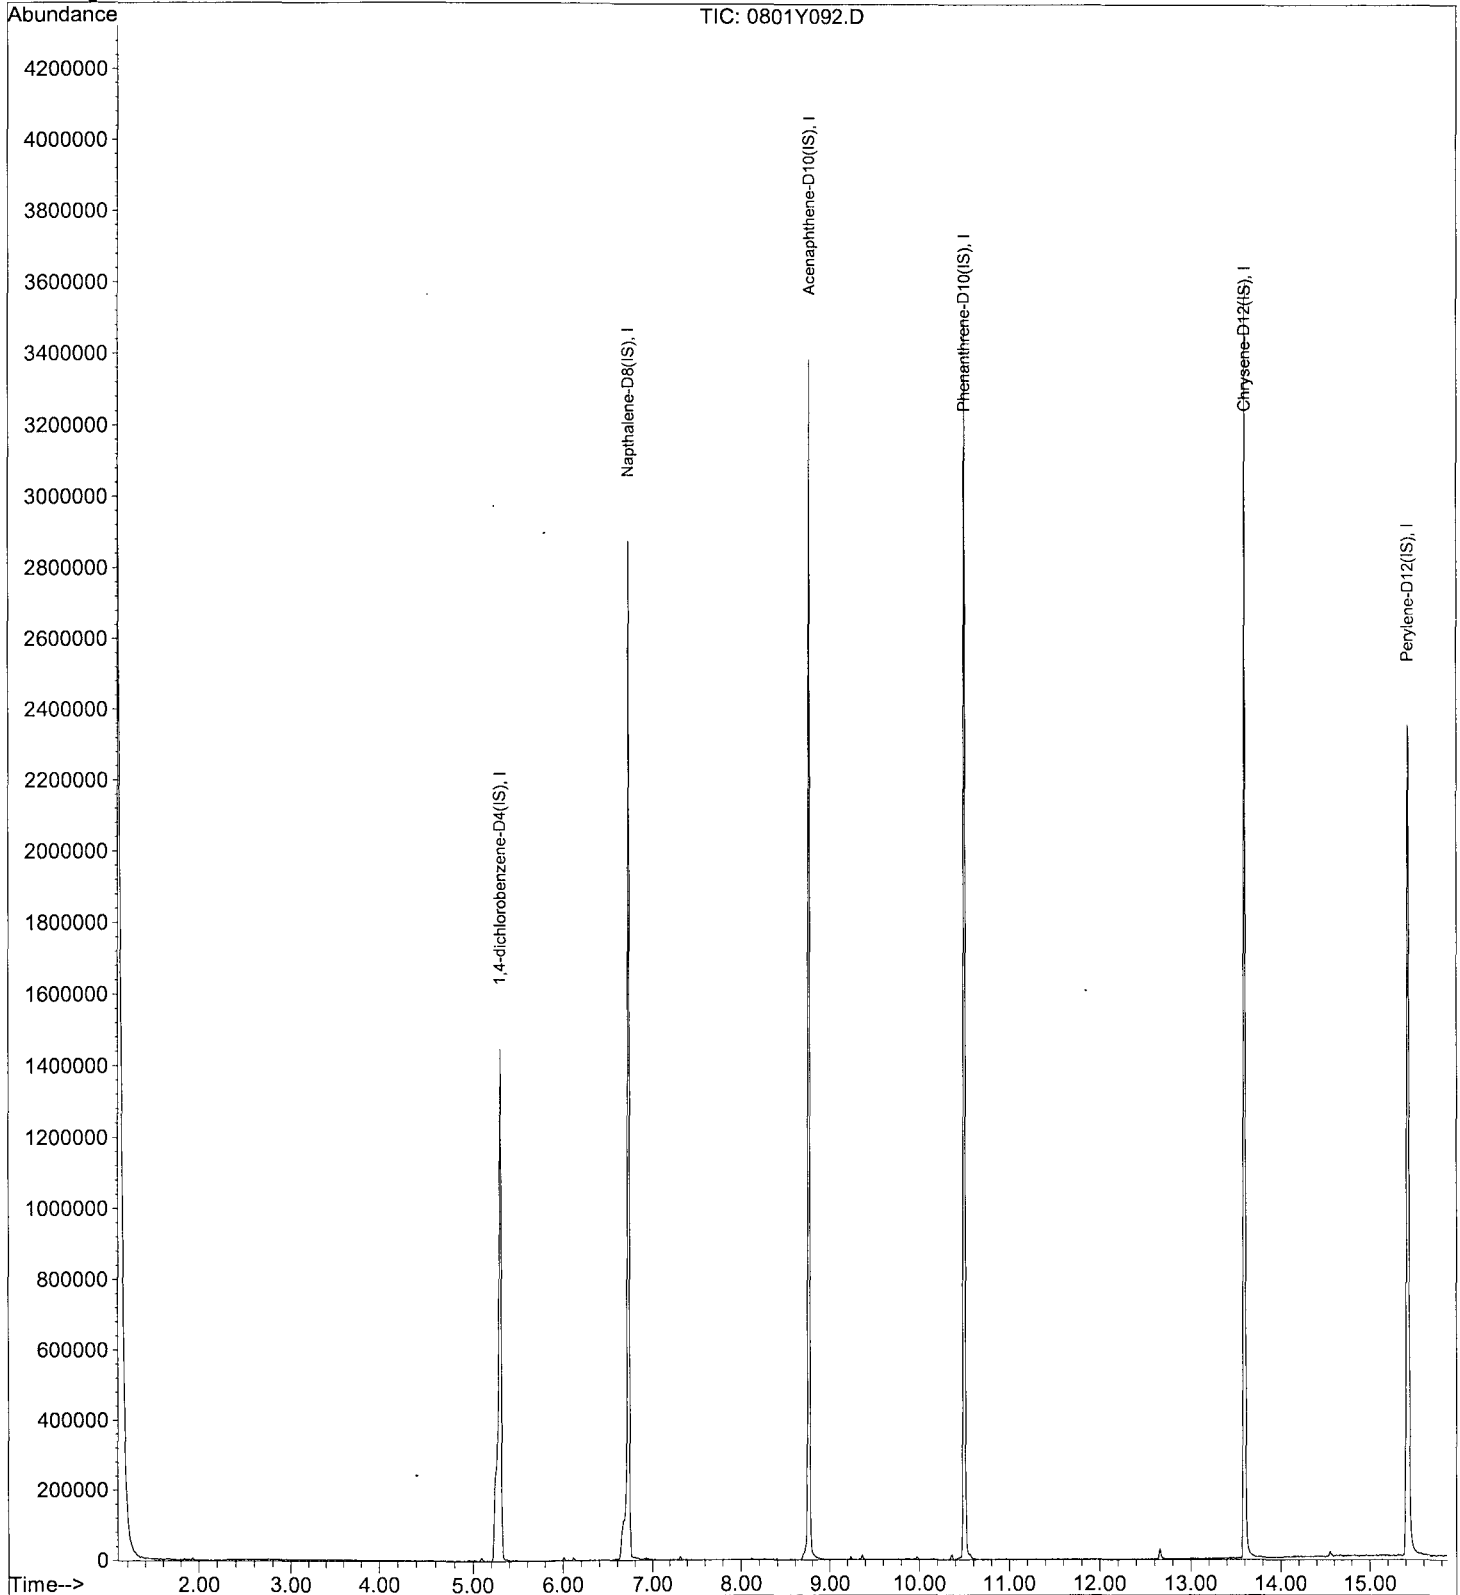 Abundance
TIC: 0801Y092.D
4200000
4000000
Acenaphthene-D10(IS), I
3800000
3600000
Phenanthrene-D10(IS), I
Chrysene-D12(IS), I
3400000
Napthalene-D8(IS), I
3200000
3000000
2800000
Perylene-D12(IS), I
2600000
2400000
2200000
2000000
1,4-dichlorobenzene-D4(IS), I
1800000
1600000
1400000
1200000
1000000
800000
600000
400000
200000
0
Time-->
2.00 3.00 4.00 5.00 6.00 7.00 8.00 9.00 10.00 11.00 12.00 13.00 14.00 15.00